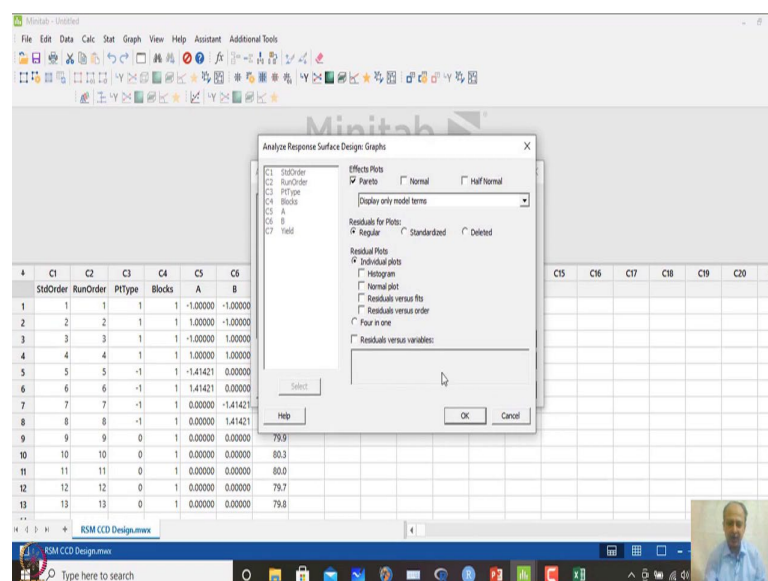 Minitab - Untitled
File Edit Data Calc Stat Graph View Help Assistant Additional Tools
Minitab
Analyze Response Surface Design: Graphs X
C1 StdOrder
C2 RunOrder
C3 PtType
C4 Blocks
C5 A
C6 B
C7 Yield
Effects Plots
Pareto Normal Half Normal
Display only model terms
Residuals for Plots:
Regular Standardized Deleted
Residual Plots
Individual plots
Histogram
Normal plot
Residuals versus fits
Residuals versus order
Four in one
Residuals versus variables:
Select
Help OK Cancel
C1 C2 C3 C4 C5 C6 C15 C16 C17 C18 C19 C20
StdOrder RunOrder PtType Blocks A B
1 1 1 1 1 -1.00000 -1.00000
2 2 2 1 1 1.00000 -1.00000
3 3 3 1 1 -1.00000 1.00000
4 4 4 1 1 1.00000 1.00000
5 5 5 -1 1 -1.41421 0.00000
6 6 6 -1 1 1.41421 0.00000
7 7 7 -1 1 0.00000 -1.41421
8 8 8 -1 1 0.00000 1.41421
9 9 9 0 1 0.00000 0.00000 79.9
10 10 10 0 1 0.00000 0.00000 80.3
11 11 11 0 1 0.00000 0.00000 80.0
12 12 12 0 1 0.00000 0.00000 79.7
13 13 13 0 1 0.00000 0.00000 79.8
RSM CCD Design.mwx
RSM CCD Design.mwx
Type here to search